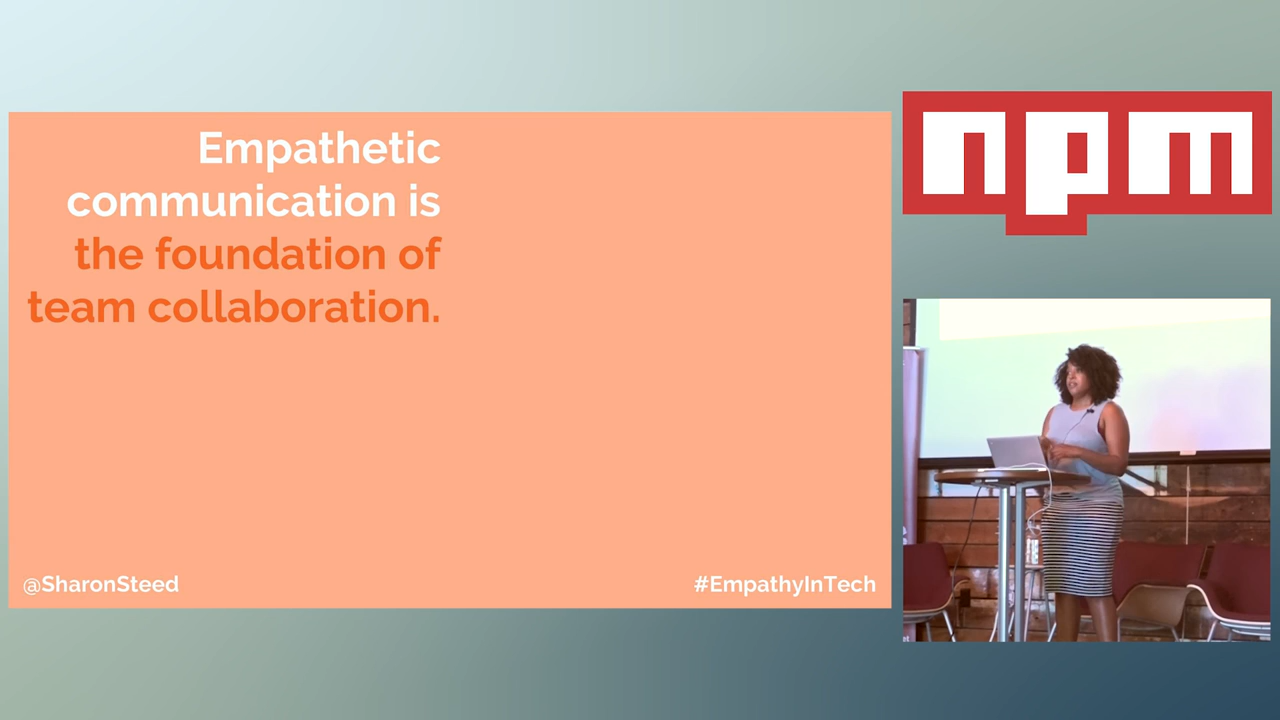 Empathetic
communication is
the foundation of
team collaboration.
@SharonSteed
#EmpathyInTech
npm